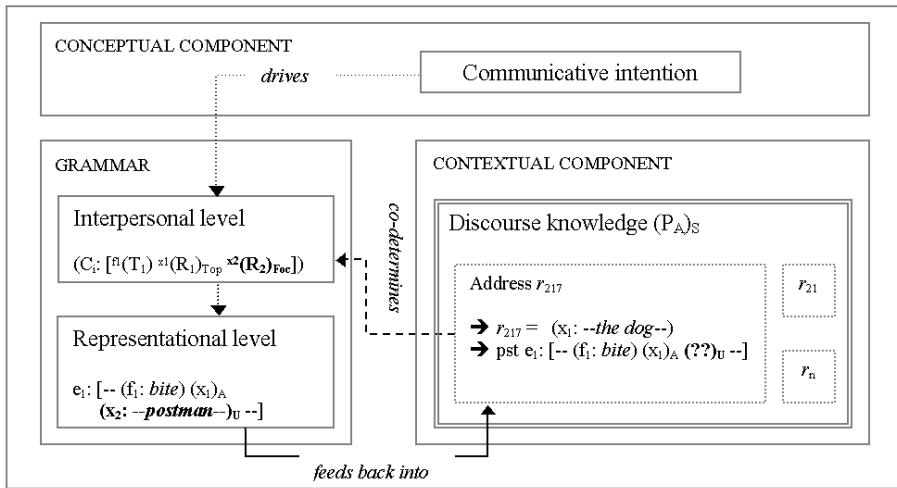 CONCEPTUAL COMPONENT
drives
Communicative intention
GRAMMAR
Interpersonal level
(Cᵢ: [ᶠ¹(T₁) ˣ¹(R₁)Top ˣ²(R₂)Foc])
Representational level
e₁: [-- (f₁: bite) (x₁)A
(x₂: --postman--)U --]
co-determines
CONTEXTUAL COMPONENT
Discourse knowledge (PA)S
Address r₂₁₇
➔ r₂₁₇ = (x₁: --the dog--)
➔ pst e₁: [-- (f₁: bite) (x₁)A (??)U --]
r₂₁
rₙ
feeds back into